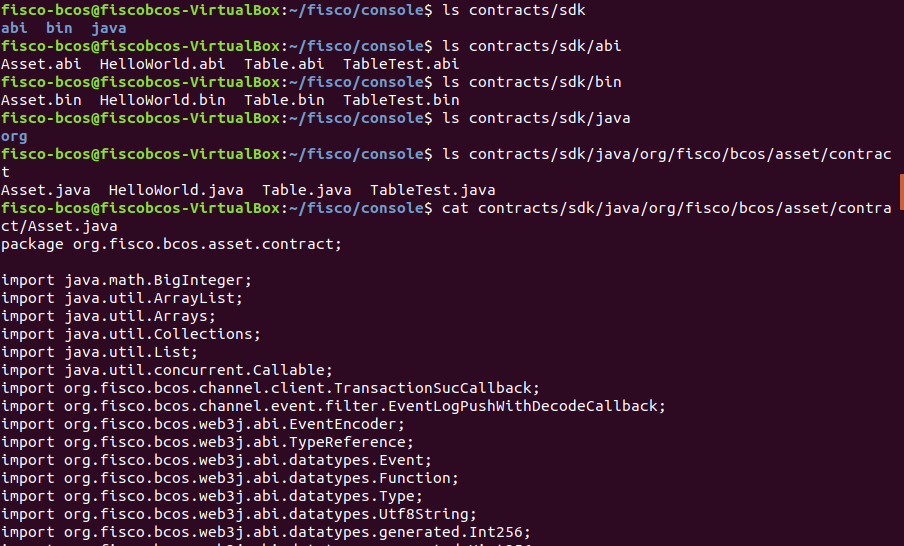 fisco-bcos@fiscobcos-VirtualBox:~/fisco/console$ ls contracts/sdk
abi  bin  java
fisco-bcos@fiscobcos-VirtualBox:~/fisco/console$ ls contracts/sdk/abi
Asset.abi  HelloWorld.abi  Table.abi  TableTest.abi
fisco-bcos@fiscobcos-VirtualBox:~/fisco/console$ ls contracts/sdk/bin
Asset.bin  HelloWorld.bin  Table.bin  TableTest.bin
fisco-bcos@fiscobcos-VirtualBox:~/fisco/console$ ls contracts/sdk/java
org
fisco-bcos@fiscobcos-VirtualBox:~/fisco/console$ ls contracts/sdk/java/org/fisco/bcos/asset/contrac
t
Asset.java  HelloWorld.java  Table.java  TableTest.java
fisco-bcos@fiscobcos-VirtualBox:~/fisco/console$ cat contracts/sdk/java/org/fisco/bcos/asset/contra
ct/Asset.java
package org.fisco.bcos.asset.contract;

import java.math.BigInteger;
import java.util.ArrayList;
import java.util.Arrays;
import java.util.Collections;
import java.util.List;
import java.util.concurrent.Callable;
import org.fisco.bcos.channel.client.TransactionSucCallback;
import org.fisco.bcos.channel.event.filter.EventLogPushWithDecodeCallback;
import org.fisco.bcos.web3j.abi.EventEncoder;
import org.fisco.bcos.web3j.abi.TypeReference;
import org.fisco.bcos.web3j.abi.datatypes.Event;
import org.fisco.bcos.web3j.abi.datatypes.Function;
import org.fisco.bcos.web3j.abi.datatypes.Type;
import org.fisco.bcos.web3j.abi.datatypes.Utf8String;
import org.fisco.bcos.web3j.abi.datatypes.generated.Int256;